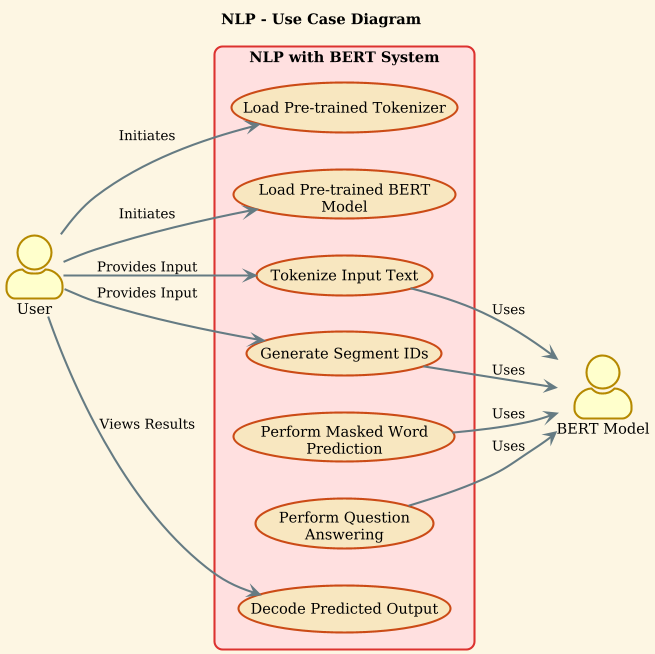 NLP - Use Case Diagram
NLP with BERT System
Load Pre-trained Tokenizer
Initiates
Load Pre-trained BERT
Model
Initiates
Provides Input
Tokenize Input Text
Provides Input
Uses
User
Generate Segment IDs
Uses
Uses
Views Results
Perform Masked Word
Prediction
BERT Model
Uses
Perform Question
Answering
Decode Predicted Output